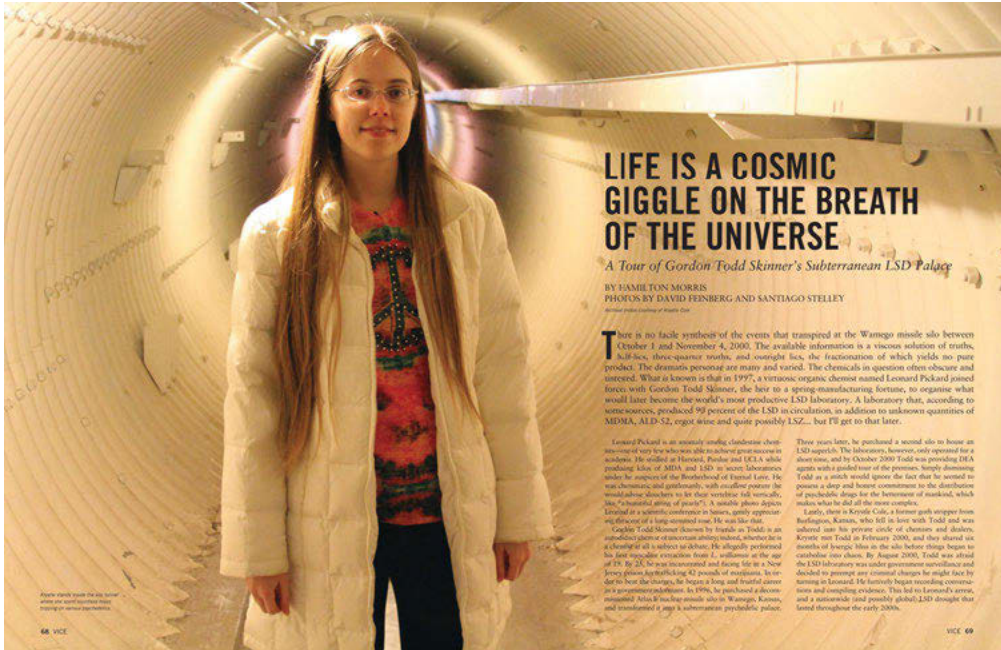 LIFE IS A COSMIC
GIGGLE ON THE BREATH
OF THE UNIVERSE
A Tour of Gordon Todd Skinner's Subterranean LSD Palace
BY HAMILTON MORRIS
PHOTOS BY DAVID FEINBERG AND SANTIAGO STELLEY
There is no facile synthesis of the events that transpired at the Wamego missile silo between
October 1 and November 4, 2000. The available information is a viscous solution of truths,
half-lies, three-quarter truths, and outright lies, the fractionation of which yields no pure
product. The dramatis personae are many and varied. The chemicals in question often obscure and
untested. What is known is that in 1997, a virtuosic organic chemist named Leonard Pickard joined
forces with Gordon Todd Skinner, the heir to a spring-manufacturing fortune, to organise what
would later become the world's most productive LSD laboratory. A laboratory that, according to
some sources, produced 90 percent of the LSD in circulation, in addition to unknown quantities of
MDMA, ALD-52, ergot wine and quite possibly LSZ... but I'll get to that later.
Leonard Pickard is an anomaly among clandestine chem-
ists—one of very few who was able to achieve great success in
academia. He studied at Harvard, Purdue and UCLA while
producing kilos of MDA and LSD in secret laboratories
under the auspices of the Brotherhood of Eternal Love. He
was charismatic and gentlemanly, with excellent posture (he
would advise slouchers to let their vertebrae fall vertically,
like "a beautiful string of pearls"). A notable photo depicts
Leonard at a scientific conference in Sussex, gently appreciat-
ing the scent of a long-stemmed rose. He was like that.
Gordon Todd Skinner (known by friends as Todd) is an
autodidact chemist of uncertain ability; indeed, whether he is
a chemist at all is subject to debate. He allegedly performed
his first mescaline extraction from L. williamsii at the age
of 19. By 25, he was incarcerated and facing life in a New
Jersey prison for trafficking 42 pounds of marijuana. In or-
der to beat the charges, he began a long and fruitful career
as a government informant. In 1996, he purchased a decom-
missioned Atlas-E nuclear missile silo in Wamego, Kansas,
and transformed it into a subterranean psychedelic palace.
Three years later, he purchased a second silo to house an
LSD superlab. The laboratory, however, only operated for a
short time, and by October 2000 Todd was providing DEA
agents with a guided tour of the premises. Simply dismissing
Todd as a snitch would ignore the fact that he seemed to
possess a deep and honest commitment to the distribution
of psychedelic drugs for the betterment of mankind, which
makes what he did all the more complex.
Lastly, there is Krystle Cole, a former goth stripper from
Burlington, Kansas, who fell in love with Todd and was
ushered into his private circle of chemists and dealers.
Krystle met Todd in February 2000, and they shared six
months of lysergic bliss in the silo before things began to
catabolise into chaos. By August 2000, Todd was afraid
the LSD laboratory was under government surveillance and
decided to preempt any criminal charges he might face by
turning in Leonard. He furtively began recording conversa-
tions and compiling evidence. This led to Leonard's arrest,
and a nationwide (and possibly global) LSD drought that
lasted throughout the early 2000s.
Krystle stands inside the silo tunnel
68 VICE
VICE 69